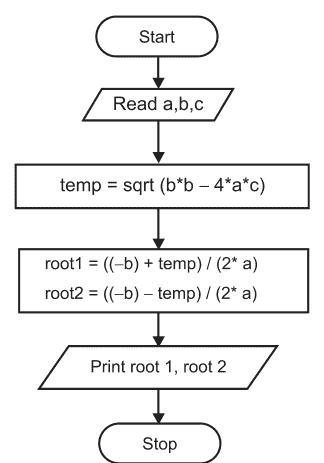 Start
Read a,b,c
temp = sqrt (b*b – 4*a*c)
root1 = ((–b) + temp) / (2* a)
root2 = ((–b) – temp) / (2* a)
Print root 1, root 2
Stop